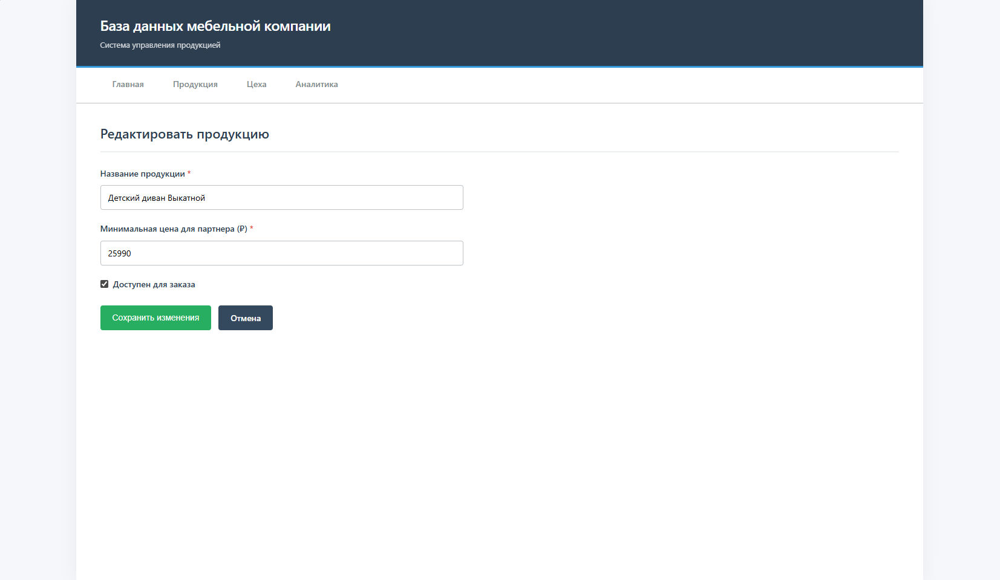 База данных мебельной компании
Система управления продукцией
Главная Продукция Цеха Аналитика
Редактировать продукцию
Название продукции *
Детский диван Выкатной
Минимальная цена для партнера (₽) *
25990
Доступен для заказа
Сохранить изменения Отмена